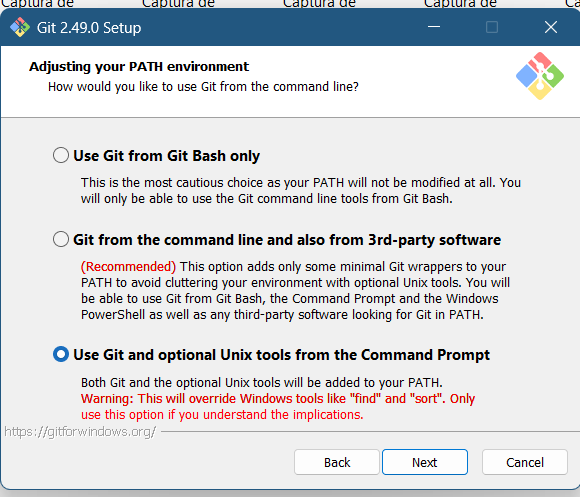 Captura de Captura de Captura de Captura de Ca
Git 2.49.0 Setup
Adjusting your PATH environment
How would you like to use Git from the command line?
Use Git from Git Bash only
This is the most cautious choice as your PATH will not be modified at all. You
will only be able to use the Git command line tools from Git Bash.
Git from the command line and also from 3rd-party software
(Recommended) This option adds only some minimal Git wrappers to your
PATH to avoid cluttering your environment with optional Unix tools. You will
be able to use Git from Git Bash, the Command Prompt and the Windows
PowerShell as well as any third-party software looking for Git in PATH.
Use Git and optional Unix tools from the Command Prompt
Both Git and the optional Unix tools will be added to your PATH.
Warning: This will override Windows tools like "find" and "sort". Only
use this option if you understand the implications.
https://gitforwindows.org/
Back Next Cancel